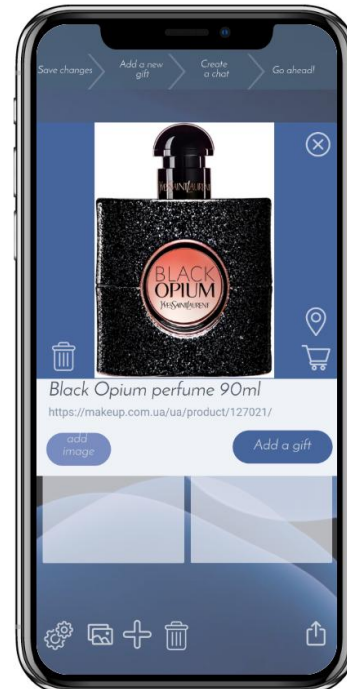 Save changes
Add a new
gift
Create
a chat
Go ahead!
YVESSAINTLAURENT
BLACK
OPIUM
YVESSAINTLAURENT
Black Opium perfume 90ml
https://makeup.com.ua/ua/product/127021/
add
image
Add a gift